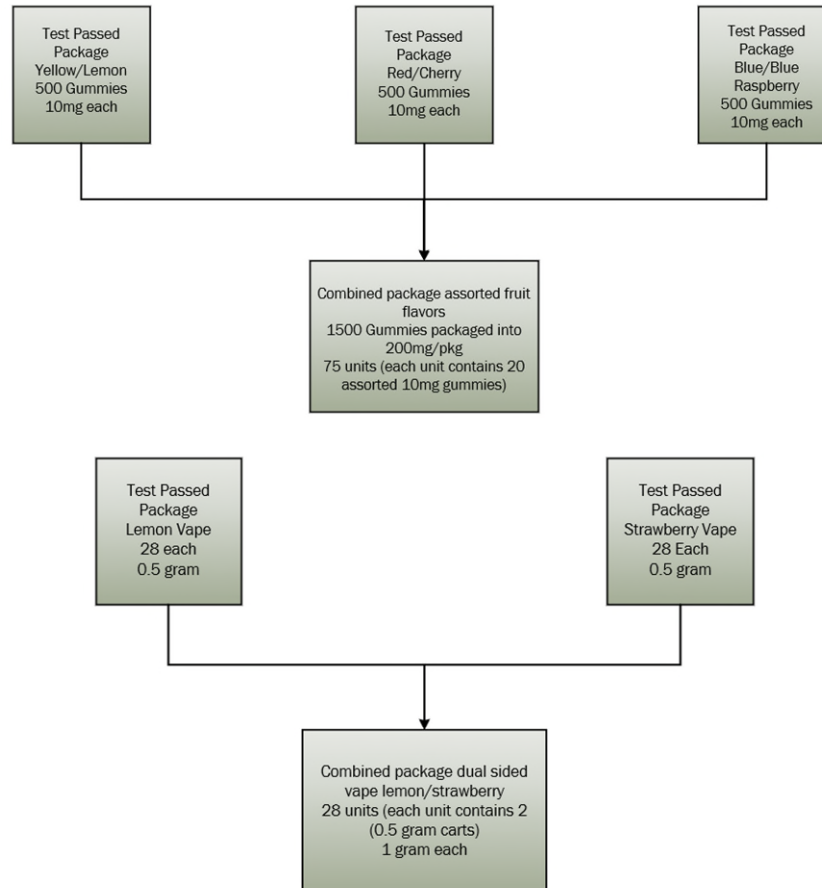 Test Passed
Package
Yellow/Lemon
500 Gummies
10mg each
Test Passed
Package
Red/Cherry
500 Gummies
10mg each
Test Passed
Package
Blue/Blue
Raspberry
500 Gummies
10mg each
Combined package assorted fruit
flavors
1500 Gummies packaged into
200mg/pkg
75 units (each unit contains 20
assorted 10mg gummies)
Test Passed
Package
Lemon Vape
28 each
0.5 gram
Test Passed
Package
Strawberry Vape
28 Each
0.5 gram
Combined package dual sided
vape lemon/strawberry
28 units (each unit contains 2
(0.5 gram carts)
1 gram each